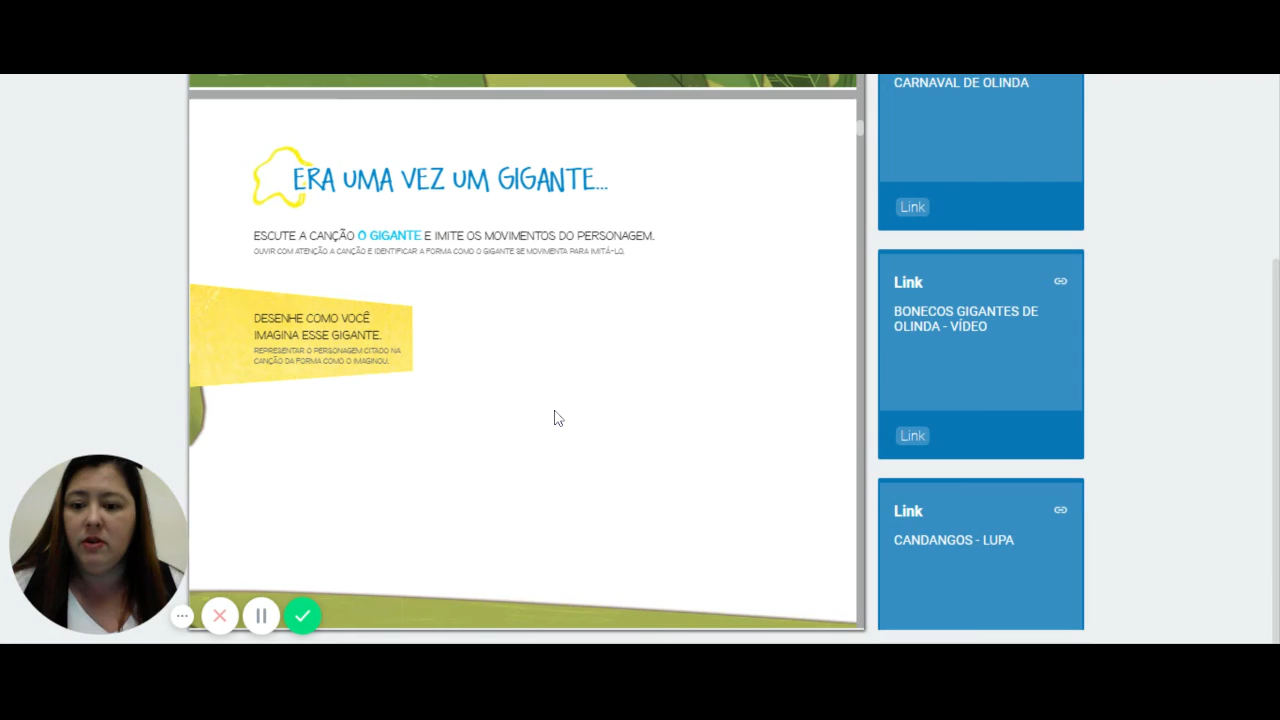 ERA UMA VEZ UM GIGANTE...
ESCUTE A CANÇÃO O GIGANTE E IMITE OS MOVIMENTOS DO PERSONAGEM.
OUVIR COM ATENÇÃO A CANÇÃO E IDENTIFICAR A FORMA COMO O GIGANTE SE MOVIMENTA PARA IMITÁ-LO.
DESENHE COMO VOCÊ
IMAGINA ESSE GIGANTE.
REPRESENTAR O PERSONAGEM CITADO NA
CANÇÃO DA FORMA COMO O IMAGINOU.
CARNAVAL DE OLINDA
Link
Link
BONECOS GIGANTES DE
OLINDA - VÍDEO
Link
Link
CANDANGOS - LUPA